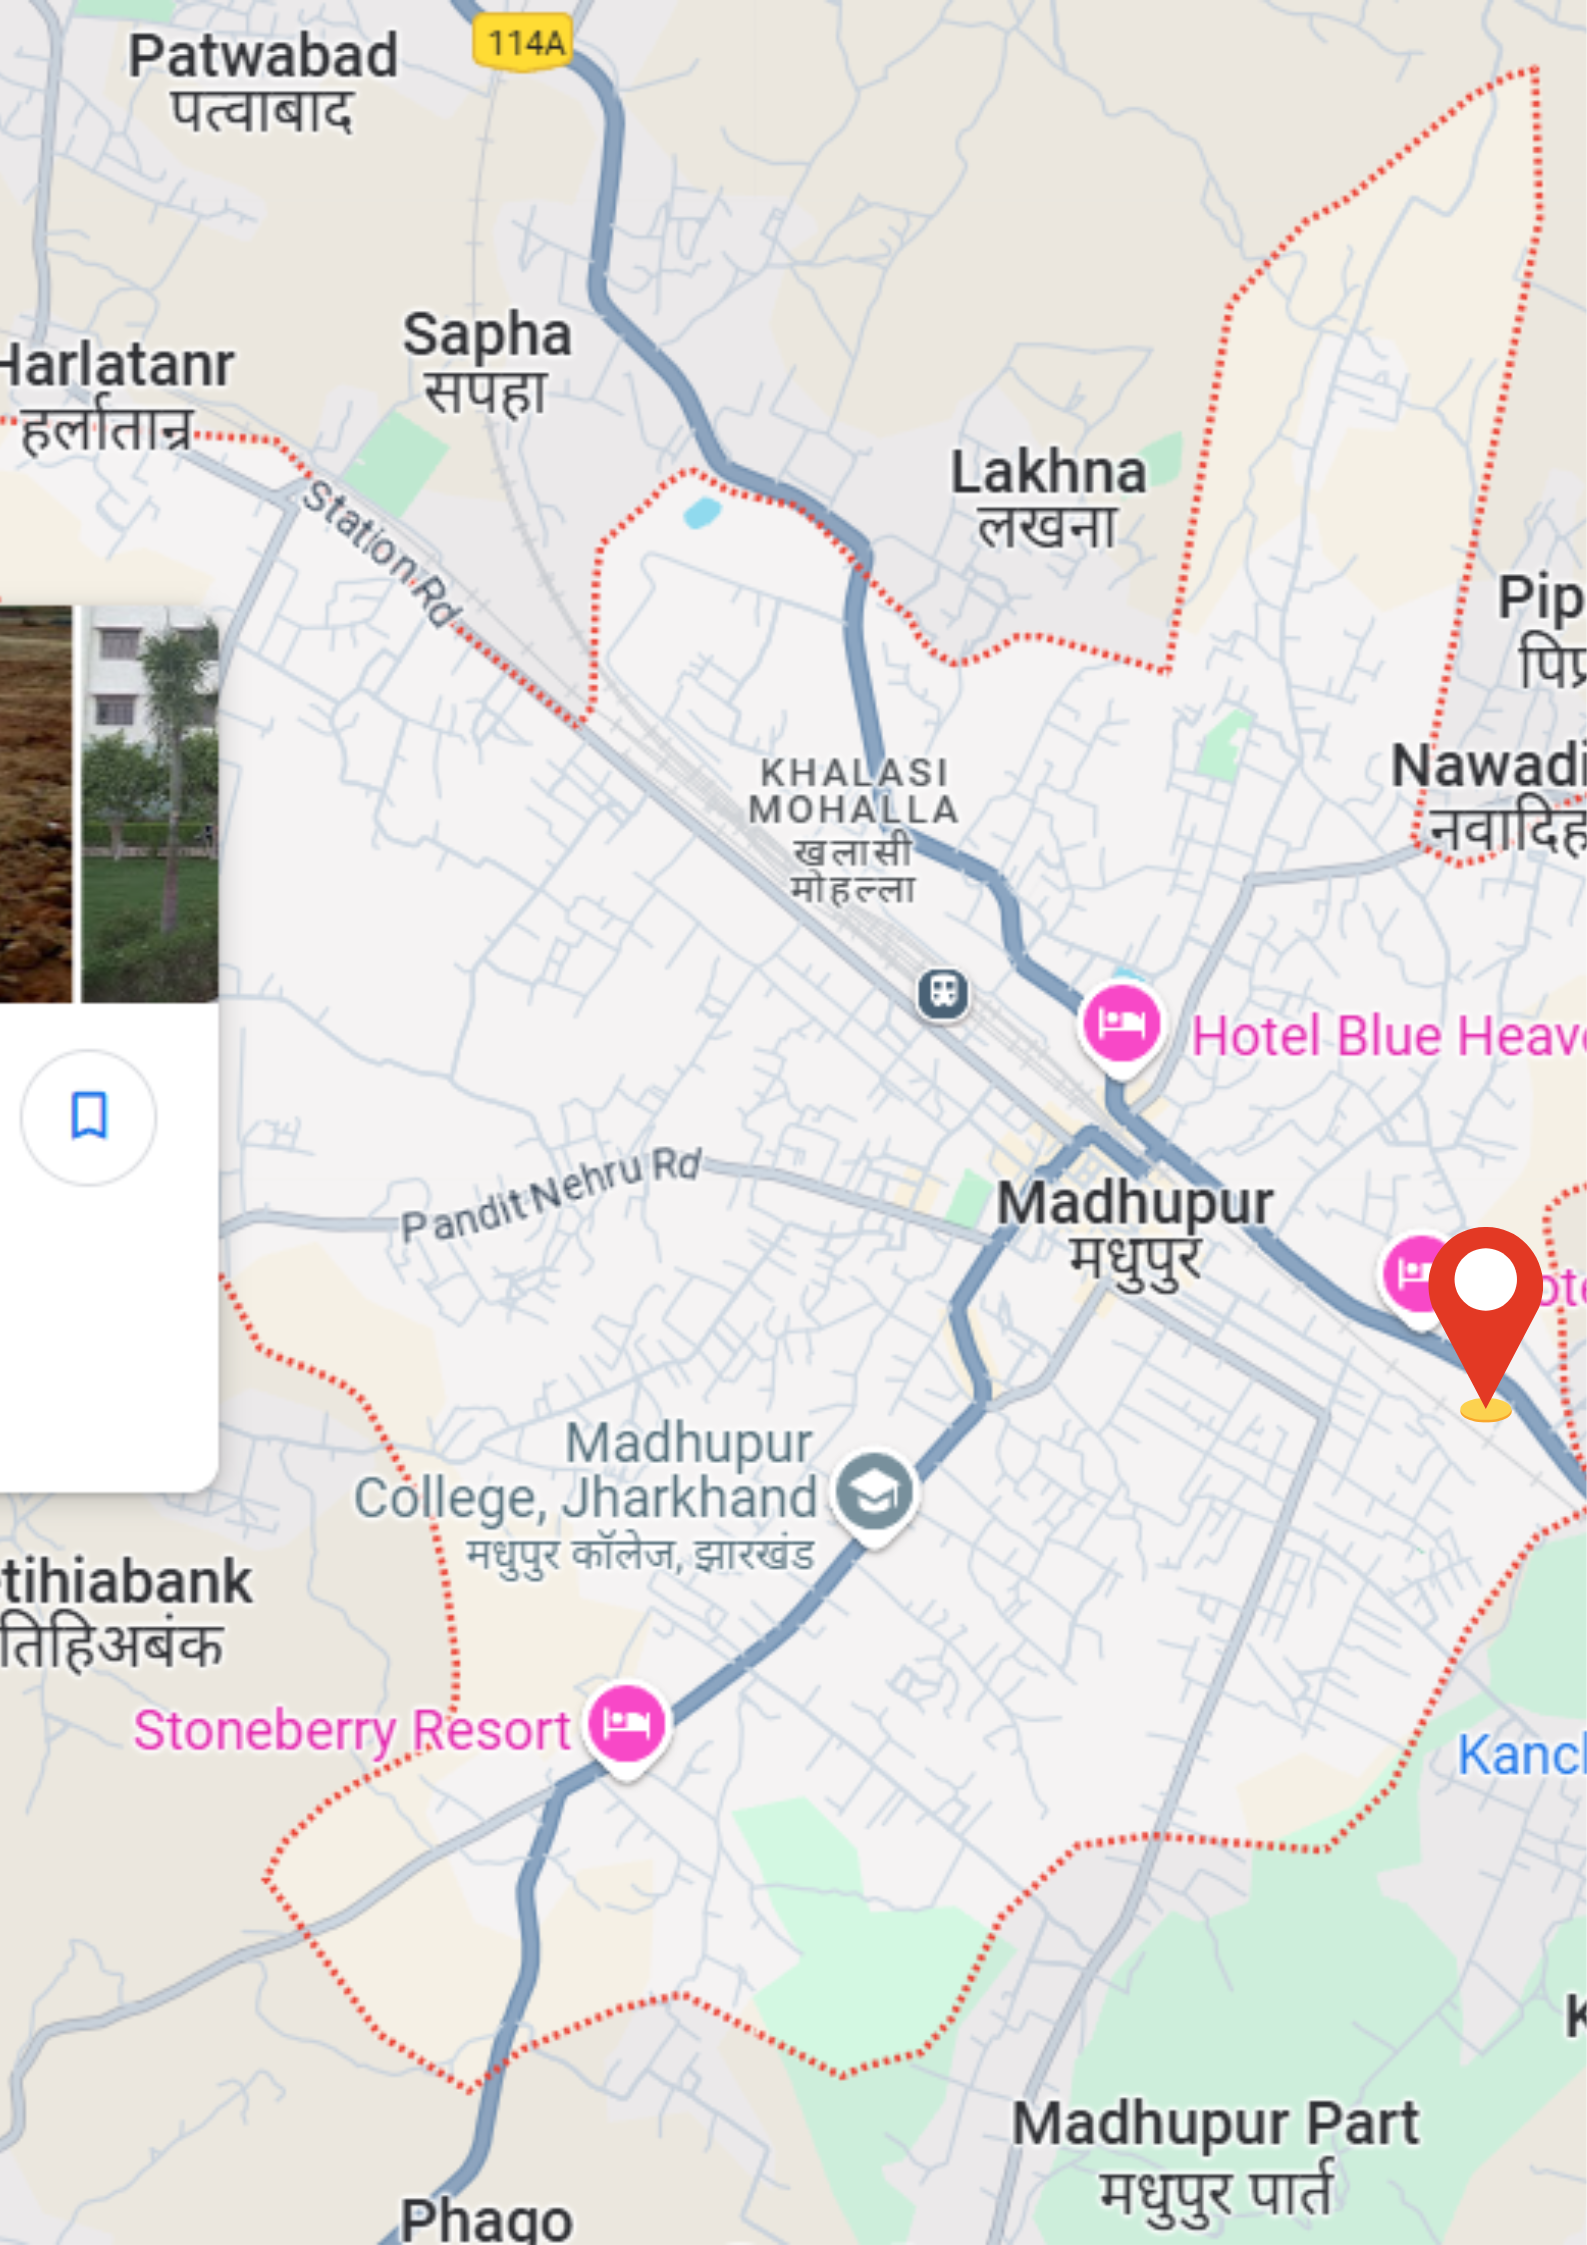 114A
Patwabad
पत्वाबाद
Sapha
सपहा
Harlatanr
हर्लातान्र
Lakhna
लखना
Station Rd
Pip
पिप्र
Nawadi
नवादिह
KHALASI
MOHALLA
खलासी
मोहल्ला
Hotel Blue Heave
Pandit Nehru Rd
Madhupur
मधुपुर
ote
Madhupur
College, Jharkhand
मधुपुर कॉलेज, झारखंड
tihiabank
तिहिअबंक
Stoneberry Resort
Kancl
K
Madhupur Part
मधुपुर पार्त
Phago